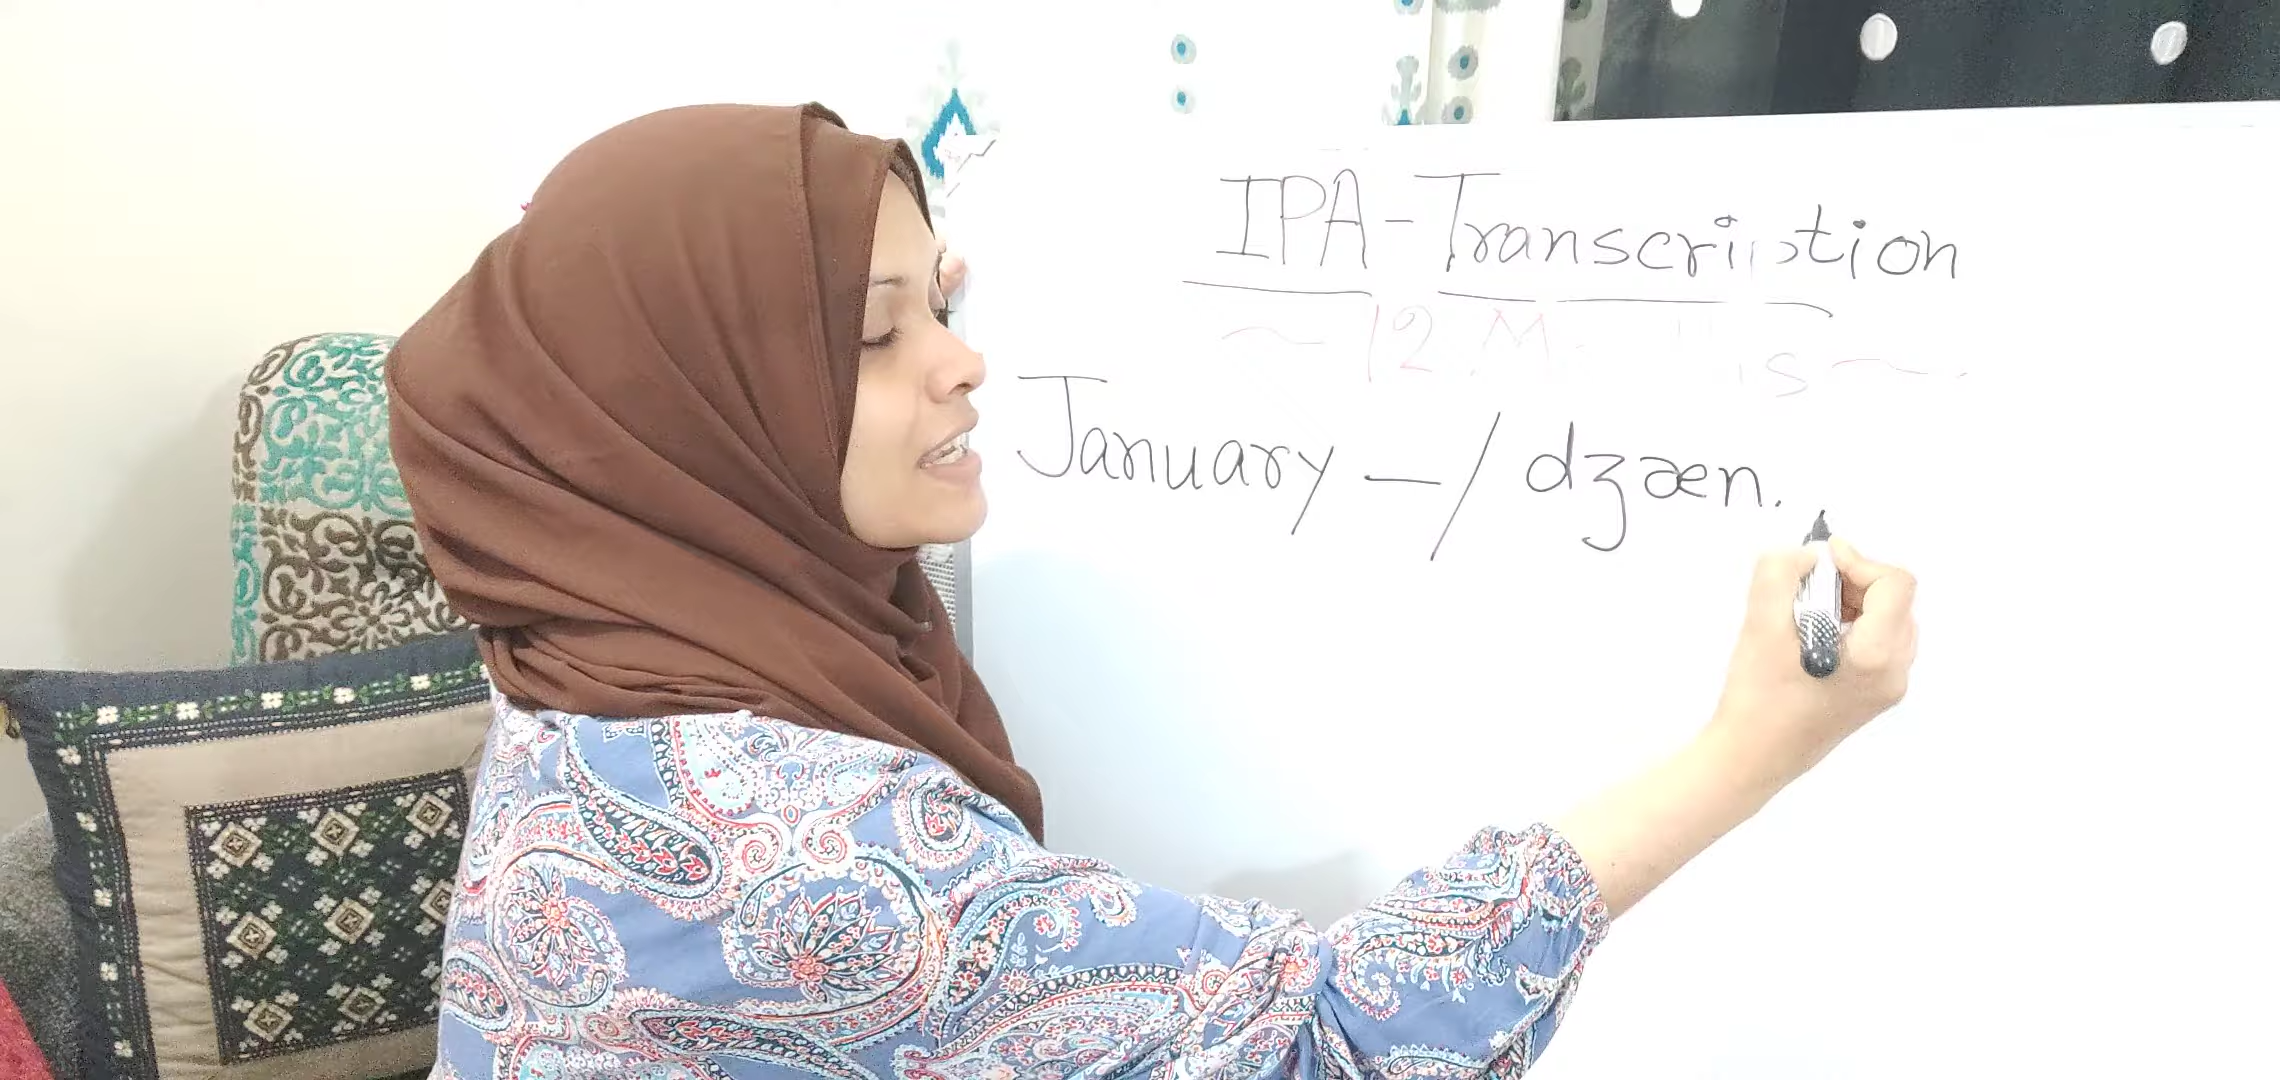 IPA-Transcription
~ 12 Months ~
January - / dʒæn.